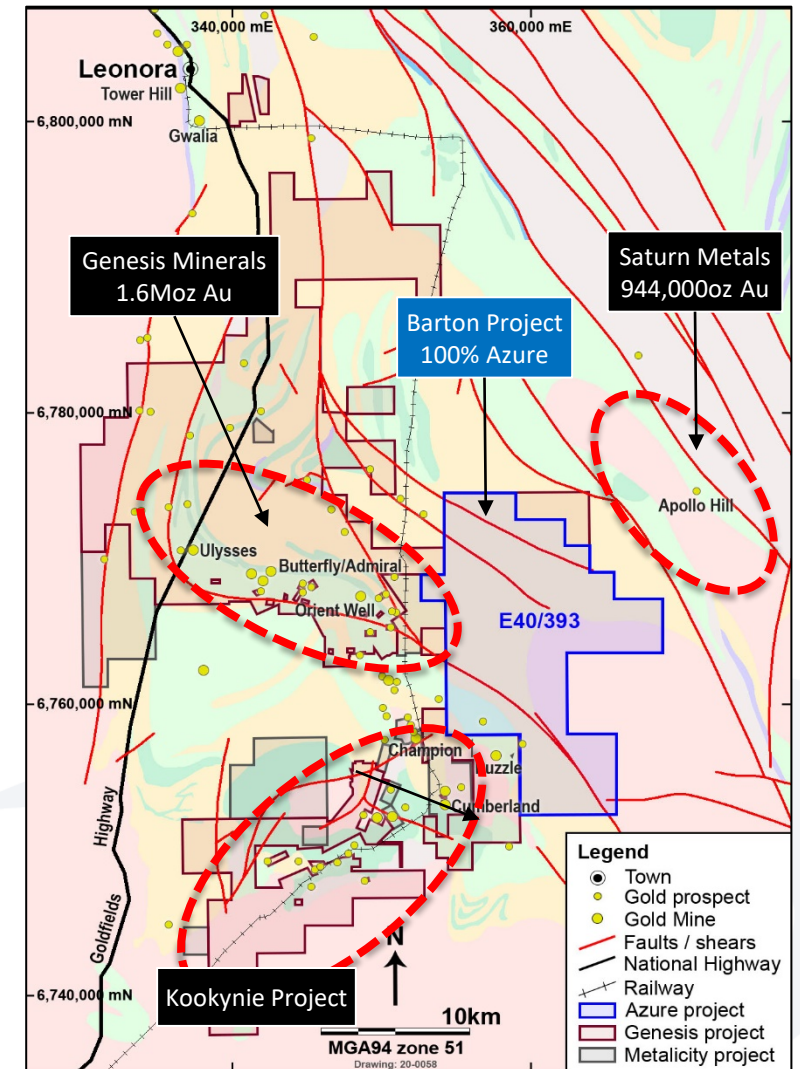 340,000 mE
360,000 mE
Leonora
Tower Hill
6,800,000 mN
Gwalia
Genesis Minerals
1.6Moz Au
Saturn Metals
944,000oz Au
Barton Project
100% Azure
6,780,000 mN
Apollo Hill
Ulysses
Butterfly/Admiral
Orient Well
E40/393
6,760,000 mN
Champion
Cumberland
Highway
Goldfields
Kookynie Project
N
6,740,000 mN
10km
MGA94 zone 51
Drawing: 20-0058
Legend
Town
Gold prospect
Gold Mine
Faults / shears
National Highway
Railway
Azure project
Genesis project
Metalicity project